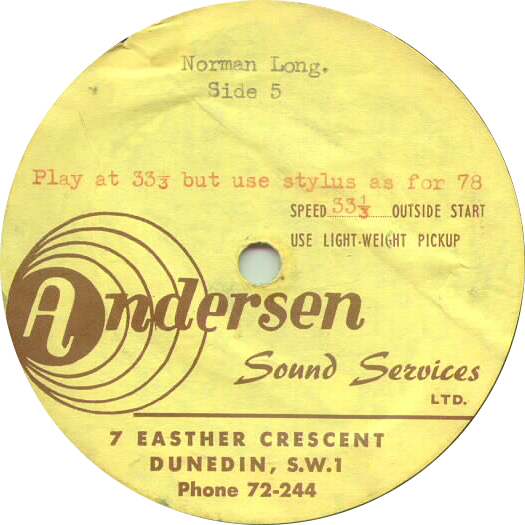 Norman Long.
Side 5
Play at 33⅓ but use stylus as for 78
SPEED 33⅓ OUTSIDE START
USE LIGHT-WEIGHT PICKUP
Andersen
Sound Services
LTD.
7 EASTHER CRESCENT
DUNEDIN, S.W.1
Phone 72-244